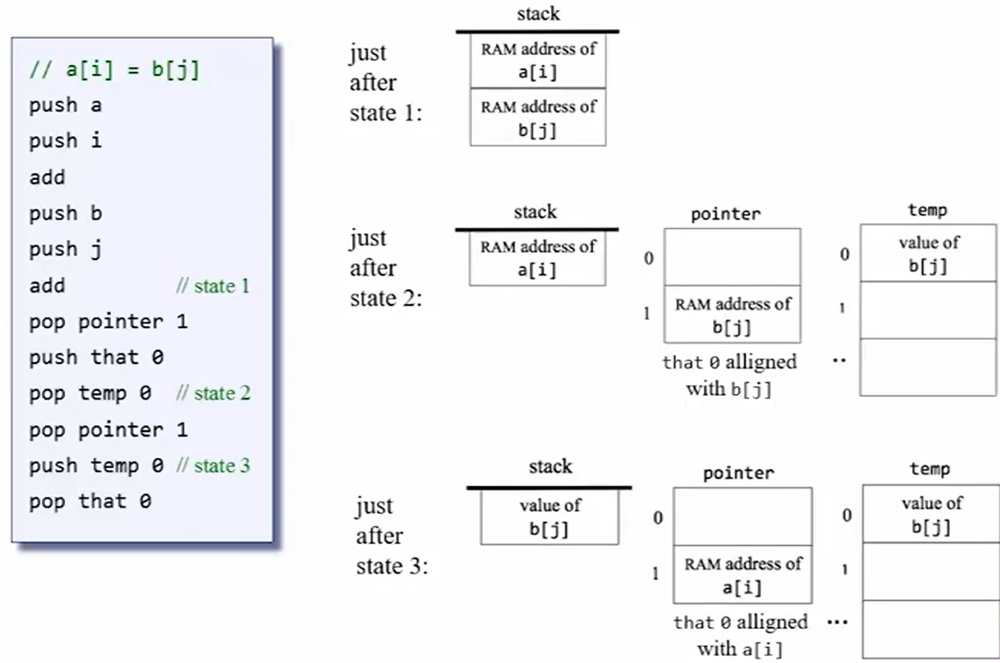 // a[i] = b[j]
push a
push i
add
push b
push j
add // state 1
pop pointer 1
push that 0
pop temp 0 // state 2
pop pointer 1
push temp 0 // state 3
pop that 0
just
after
state 1:
stack
RAM address of
a[i]
RAM address of
b[j]
just
after
state 2:
stack
RAM address of
a[i]
pointer
0
1
RAM address of
b[j]
that 0 alligned
with b[j]
temp
0
value of
b[j]
1
..
just
after
state 3:
stack
value of
b[j]
pointer
0
1
RAM address of
a[i]
that 0 alligned
with a[i]
temp
0
value of
b[j]
1
...